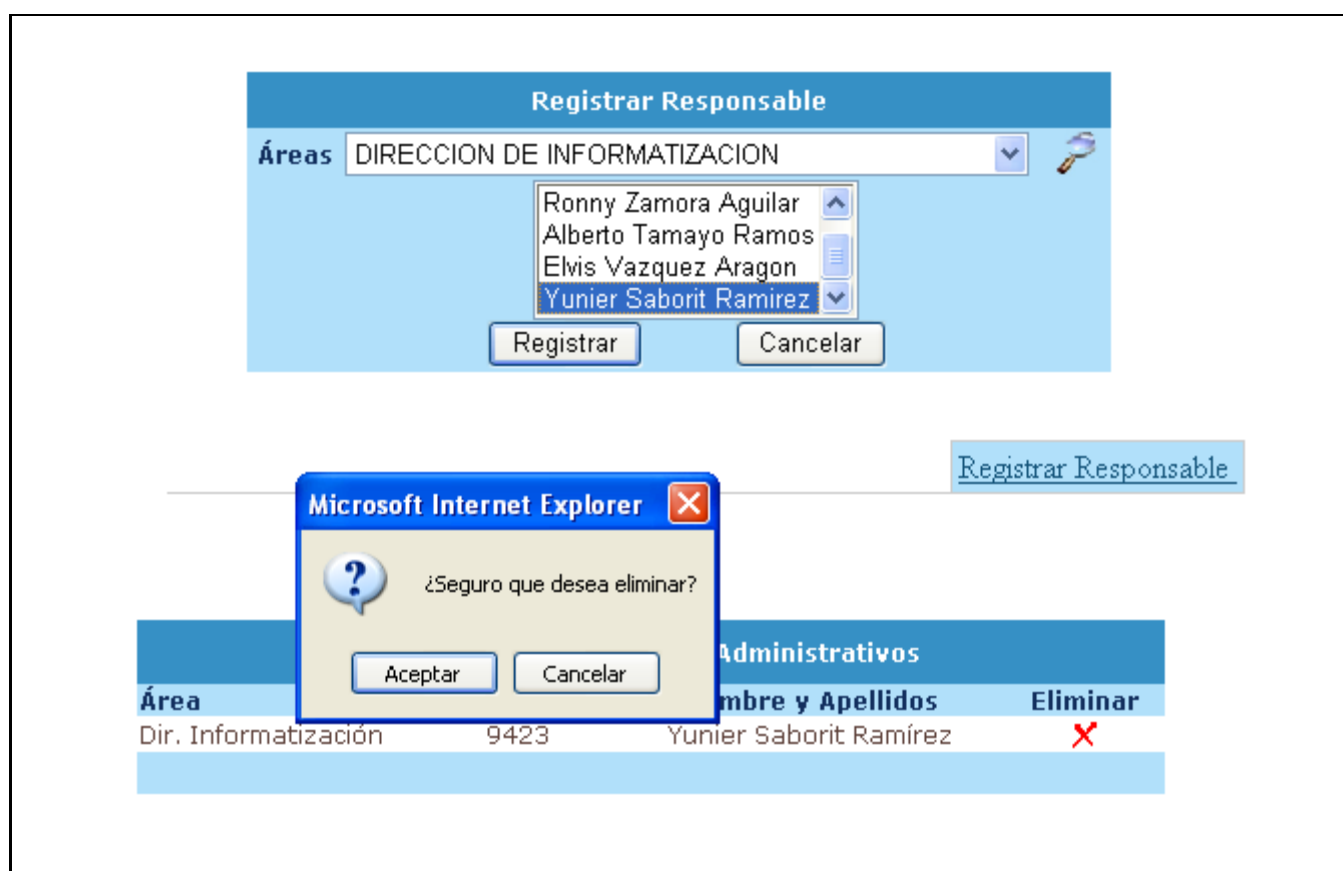 Registrar Responsable
Áreas DIRECCION DE INFORMATIZACION
Ronny Zamora Aguilar
Alberto Tamayo Ramos
Elvis Vazquez Aragon
Yunier Saborit Ramirez
Registrar Cancelar
Registrar Responsable
Microsoft Internet Explorer
¿Seguro que desea eliminar?
Aceptar Cancelar
Administrativos
Área mbre y Apellidos Eliminar
Dir. Informatización 9423 Yunier Saborit Ramírez